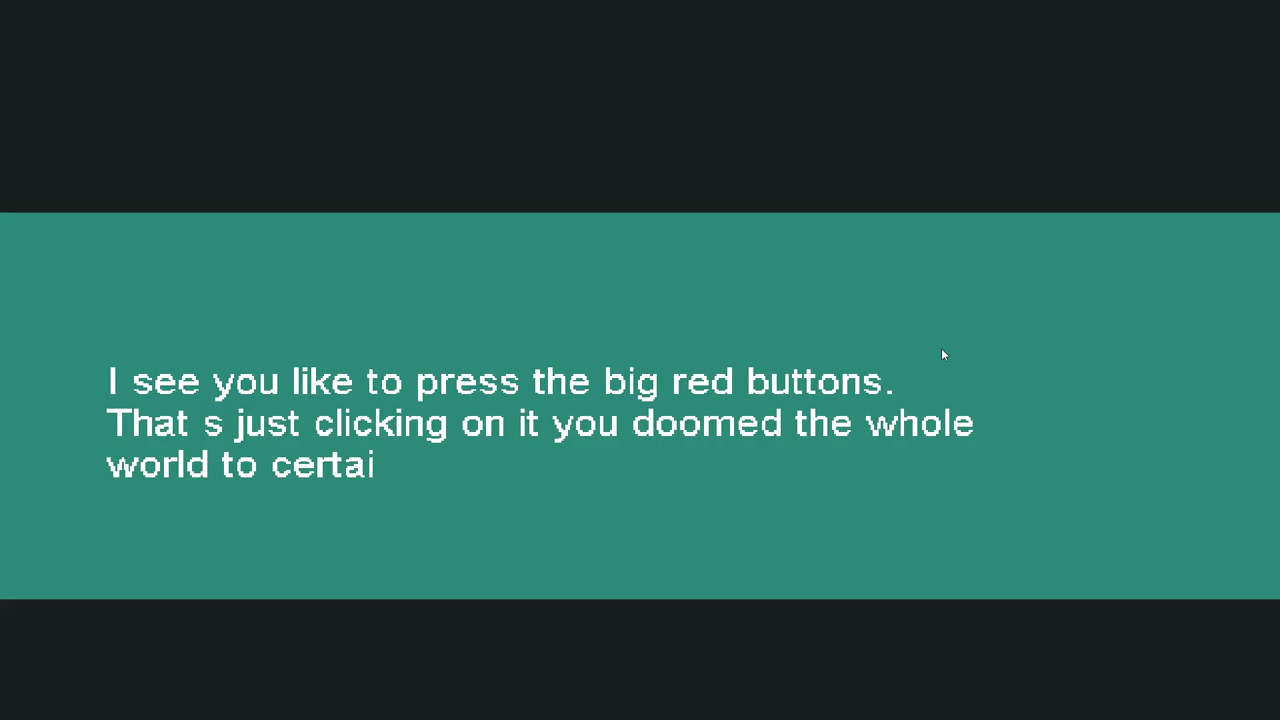 I see you like to press the big red buttons.
That s just clicking on it you doomed the whole
world to certai